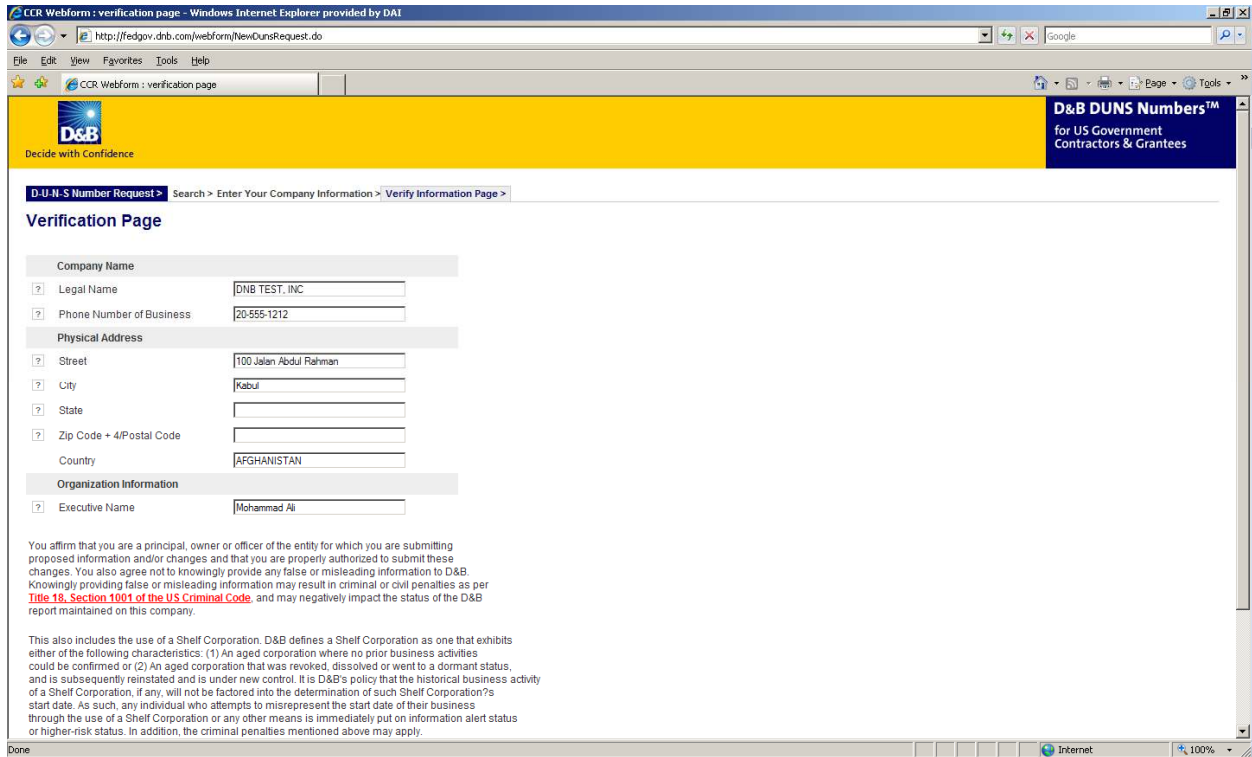 CCR Webform : verification page - Windows Internet Explorer provided by DAI
http://fedgov.dnb.com/webform/NewDunsRequest.do
Google
File Edit View Favorites Tools Help
CCR Webform : verification page
Page Tools »
D&B
Decide with Confidence
D&B DUNS Numbers™
for US Government
Contractors & Grantees
D-U-N-S Number Request > Search > Enter Your Company Information > Verify Information Page >
Verification Page
Company Name
? Legal Name DNB TEST, INC
? Phone Number of Business 20-555-1212
Physical Address
? Street 100 Jalan Abdul Rahman
? City Kabul
? State
? Zip Code + 4/Postal Code
Country AFGHANISTAN
Organization Information
? Executive Name Mohammad Ali
You affirm that you are a principal, owner or officer of the entity for which you are submitting
proposed information and/or changes and that you are properly authorized to submit these
changes. You also agree not to knowingly provide any false or misleading information to D&B.
Knowingly providing false or misleading information may result in criminal or civil penalties as per
Title 18, Section 1001 of the US Criminal Code, and may negatively impact the status of the D&B
report maintained on this company.
This also includes the use of a Shelf Corporation. D&B defines a Shelf Corporation as one that exhibits
either of the following characteristics: (1) An aged corporation where no prior business activities
could be confirmed or (2) An aged corporation that was revoked, dissolved or went to a dormant status,
and is subsequently reinstated and is under new control. It is D&B's policy that the historical business activity
of a Shelf Corporation, if any, will not be factored into the determination of such Shelf Corporation?s
start date. As such, any individual who attempts to misrepresent the start date of their business
through the use of a Shelf Corporation or any other means is immediately put on information alert status
or higher-risk status. In addition, the criminal penalties mentioned above may apply.
Done
Internet
100%